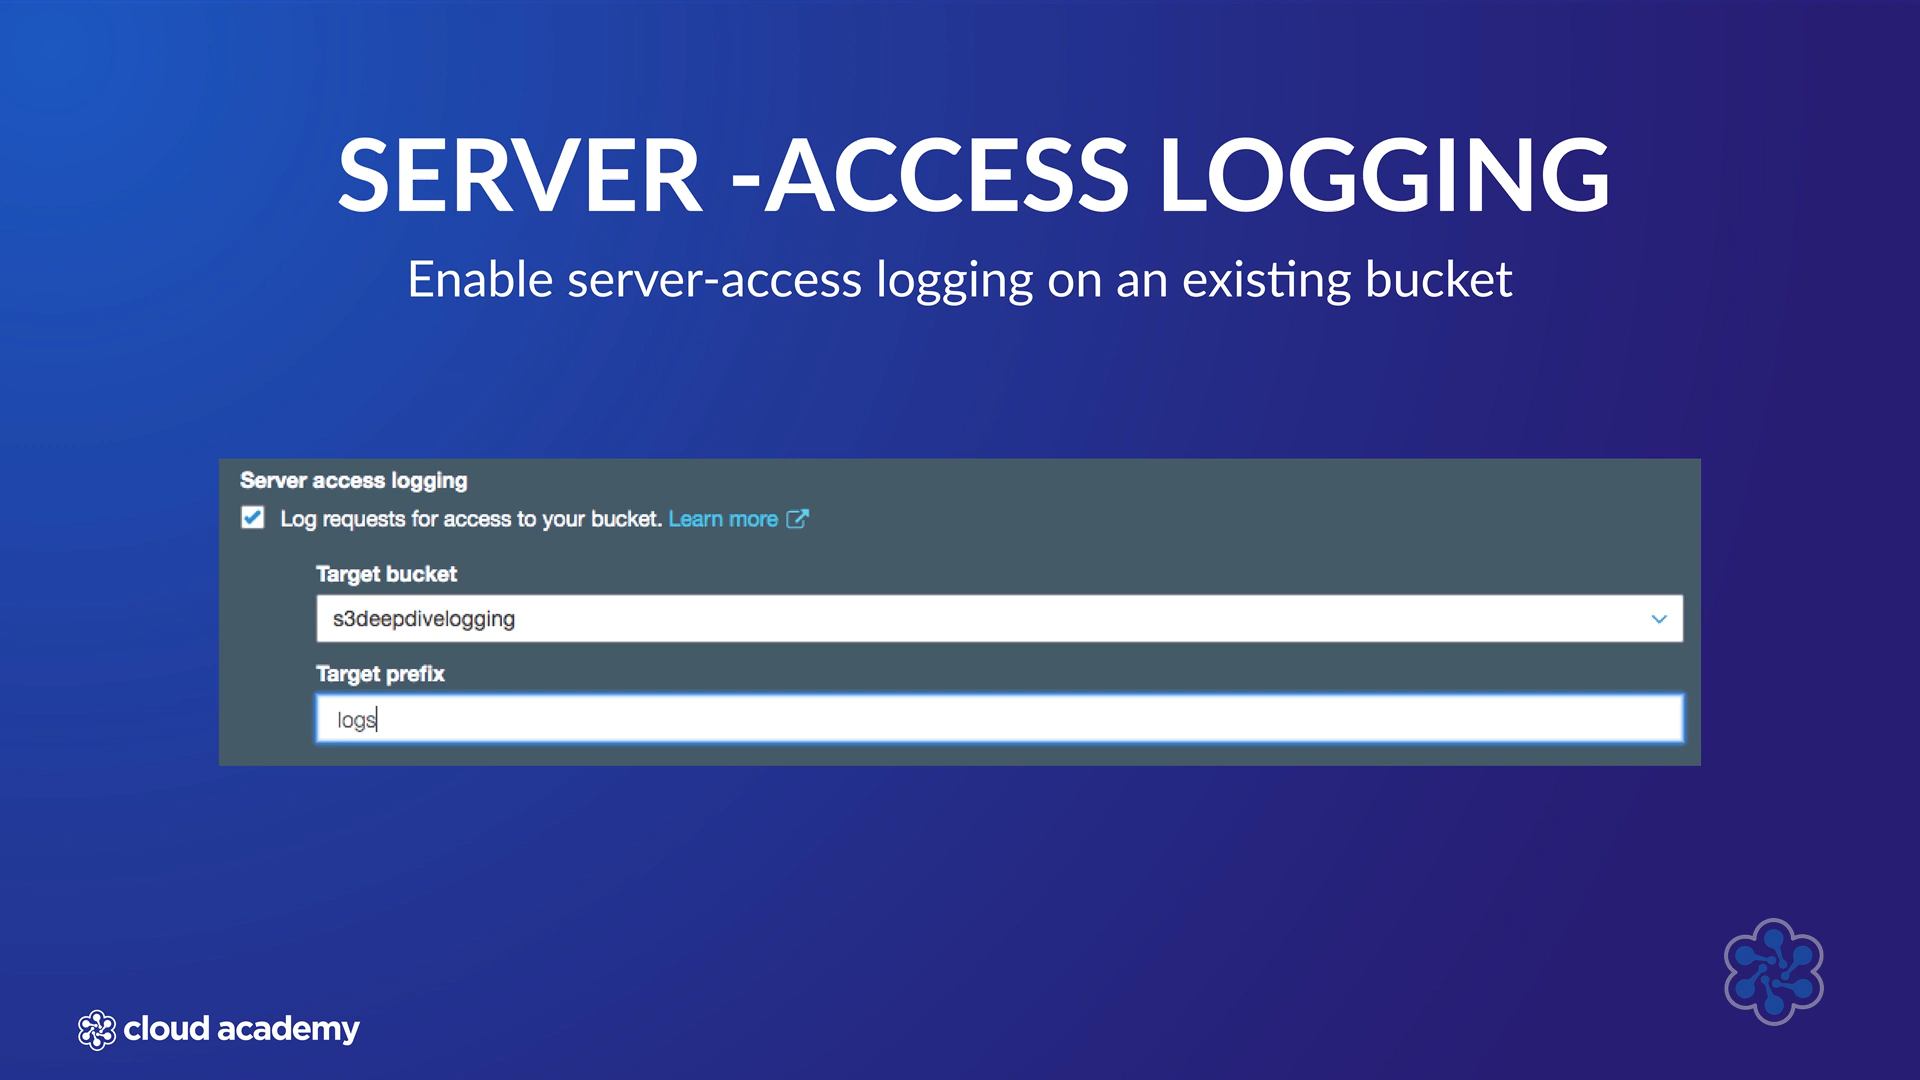 SERVER -ACCESS LOGGING
Enable server-access logging on an existing bucket
Server access logging
Log requests for access to your bucket. Learn more
Target bucket
s3deepdivelogging
Target prefix
logs
cloud academy